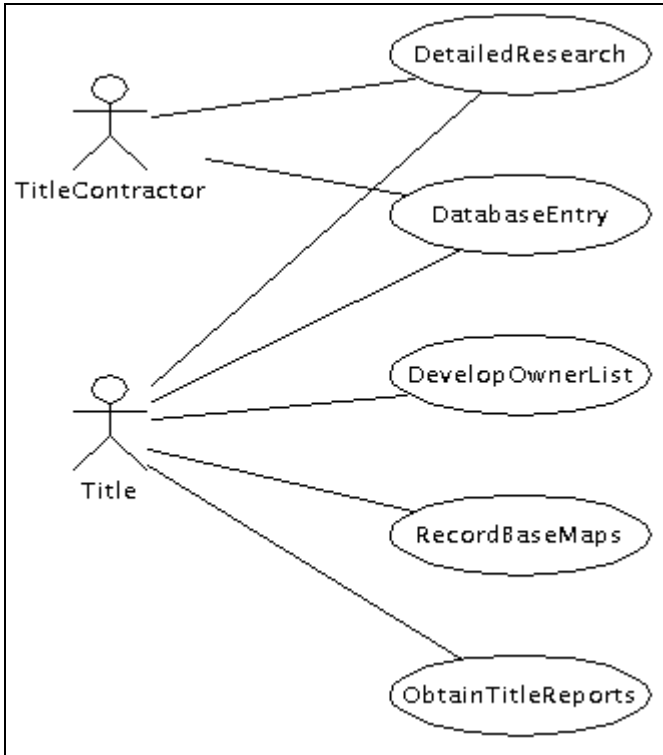 DetailedResearch
TitleContractor
DatabaseEntry
DevelopOwnerList
Title
RecordBaseMaps
ObtainTitleReports